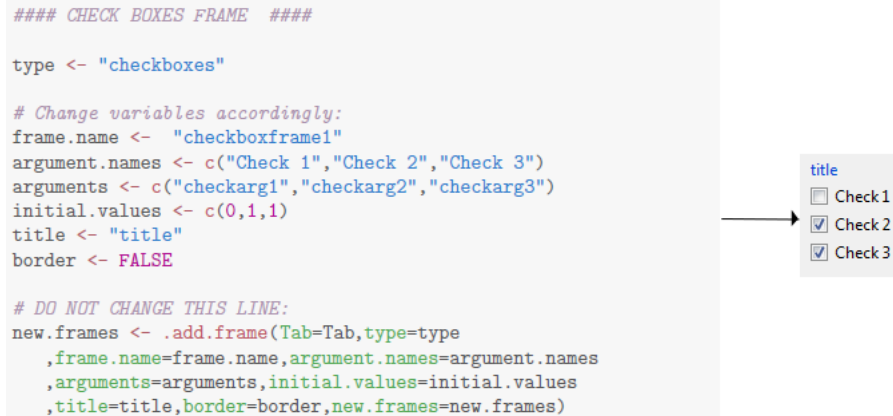 #### CHECK BOXES FRAME ####
type <- "checkboxes"
# Change variables accordingly:
frame.name <- "checkboxframe1"
argument.names <- c("Check 1","Check 2","Check 3")
arguments <- c("checkarg1","checkarg2","checkarg3")
initial.values <- c(0,1,1)
title <- "title"
border <- FALSE
# DO NOT CHANGE THIS LINE:
new.frames <- .add.frame(Tab=Tab,type=type
,frame.name=frame.name,argument.names=argument.names
,arguments=arguments,initial.values=initial.values
,title=title,border=border,new.frames=new.frames)
title
Check 1
Check 2
Check 3